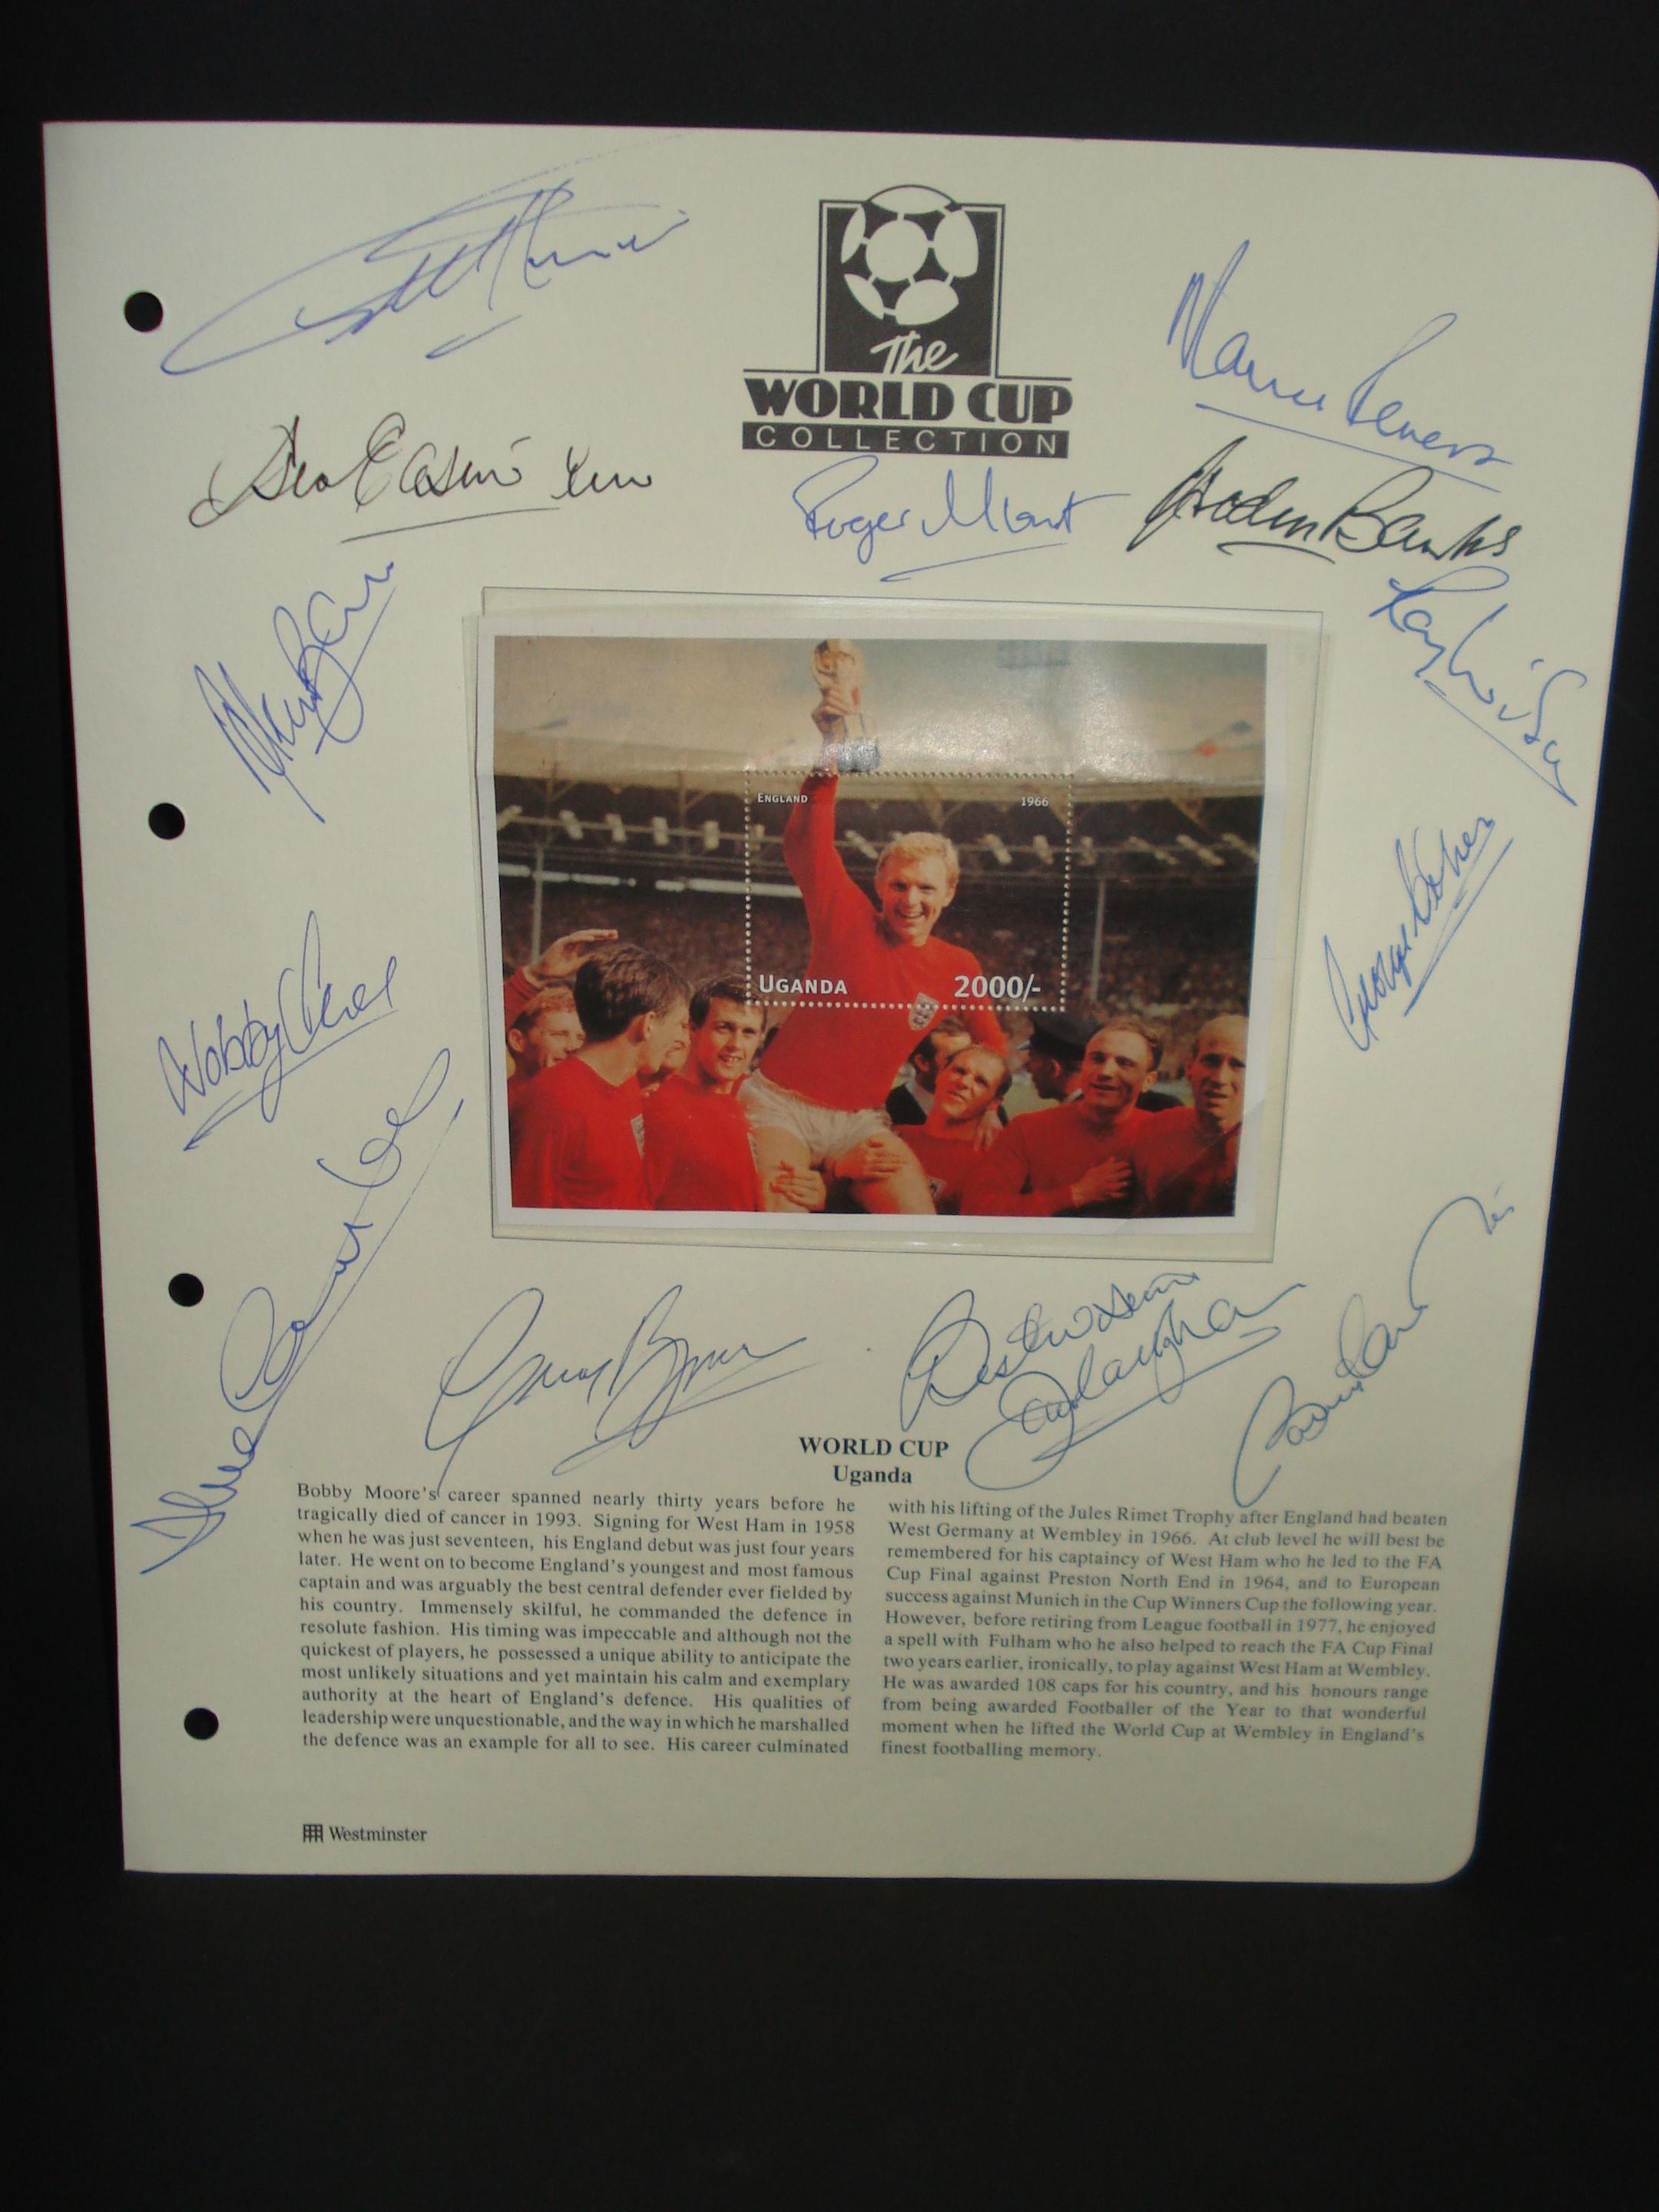 The
WORLD CUP
COLLECTION
Roger Hunt
Gordon Banks
Ray Wilson
George Cohen
ENGLAND 1966
UGANDA 2000/-
Best wishes
WORLD CUP
Uganda
Bobby Moore's career spanned nearly thirty years before he
tragically died of cancer in 1993. Signing for West Ham in 1958
when he was just seventeen, his England debut was just four years
later. He went on to become England's youngest and most famous
captain and was arguably the best central defender ever fielded by
his country. Immensely skilful, he commanded the defence in
resolute fashion. His timing was impeccable and although not the
quickest of players, he possessed a unique ability to anticipate the
most unlikely situations and yet maintain his calm and exemplary
authority at the heart of England's defence. His qualities of
leadership were unquestionable, and the way in which he marshalled
the defence was an example for all to see. His career culminated
with his lifting of the Jules Rimet Trophy after England had beaten
West Germany at Wembley in 1966. At club level he will best be
remembered for his captaincy of West Ham who he led to the FA
Cup Final against Preston North End in 1964, and to European
success against Munich in the Cup Winners Cup the following year.
However, before retiring from League football in 1977, he enjoyed
a spell with Fulham who he also helped to reach the FA Cup Final
two years earlier, ironically, to play against West Ham at Wembley.
He was awarded 108 caps for his country, and his honours range
from being awarded Footballer of the Year to that wonderful
moment when he lifted the World Cup at Wembley in England's
finest footballing memory.
Westminster